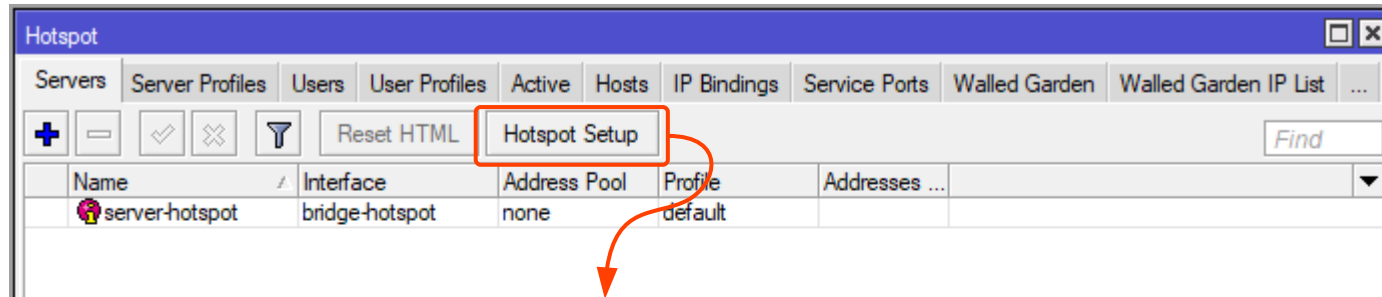 Hotspot
Servers Server Profiles Users User Profiles Active Hosts IP Bindings Service Ports Walled Garden Walled Garden IP List ...
Reset HTML Hotspot Setup Find
Name Interface Address Pool Profile Addresses ...
server-hotspot bridge-hotspot none default